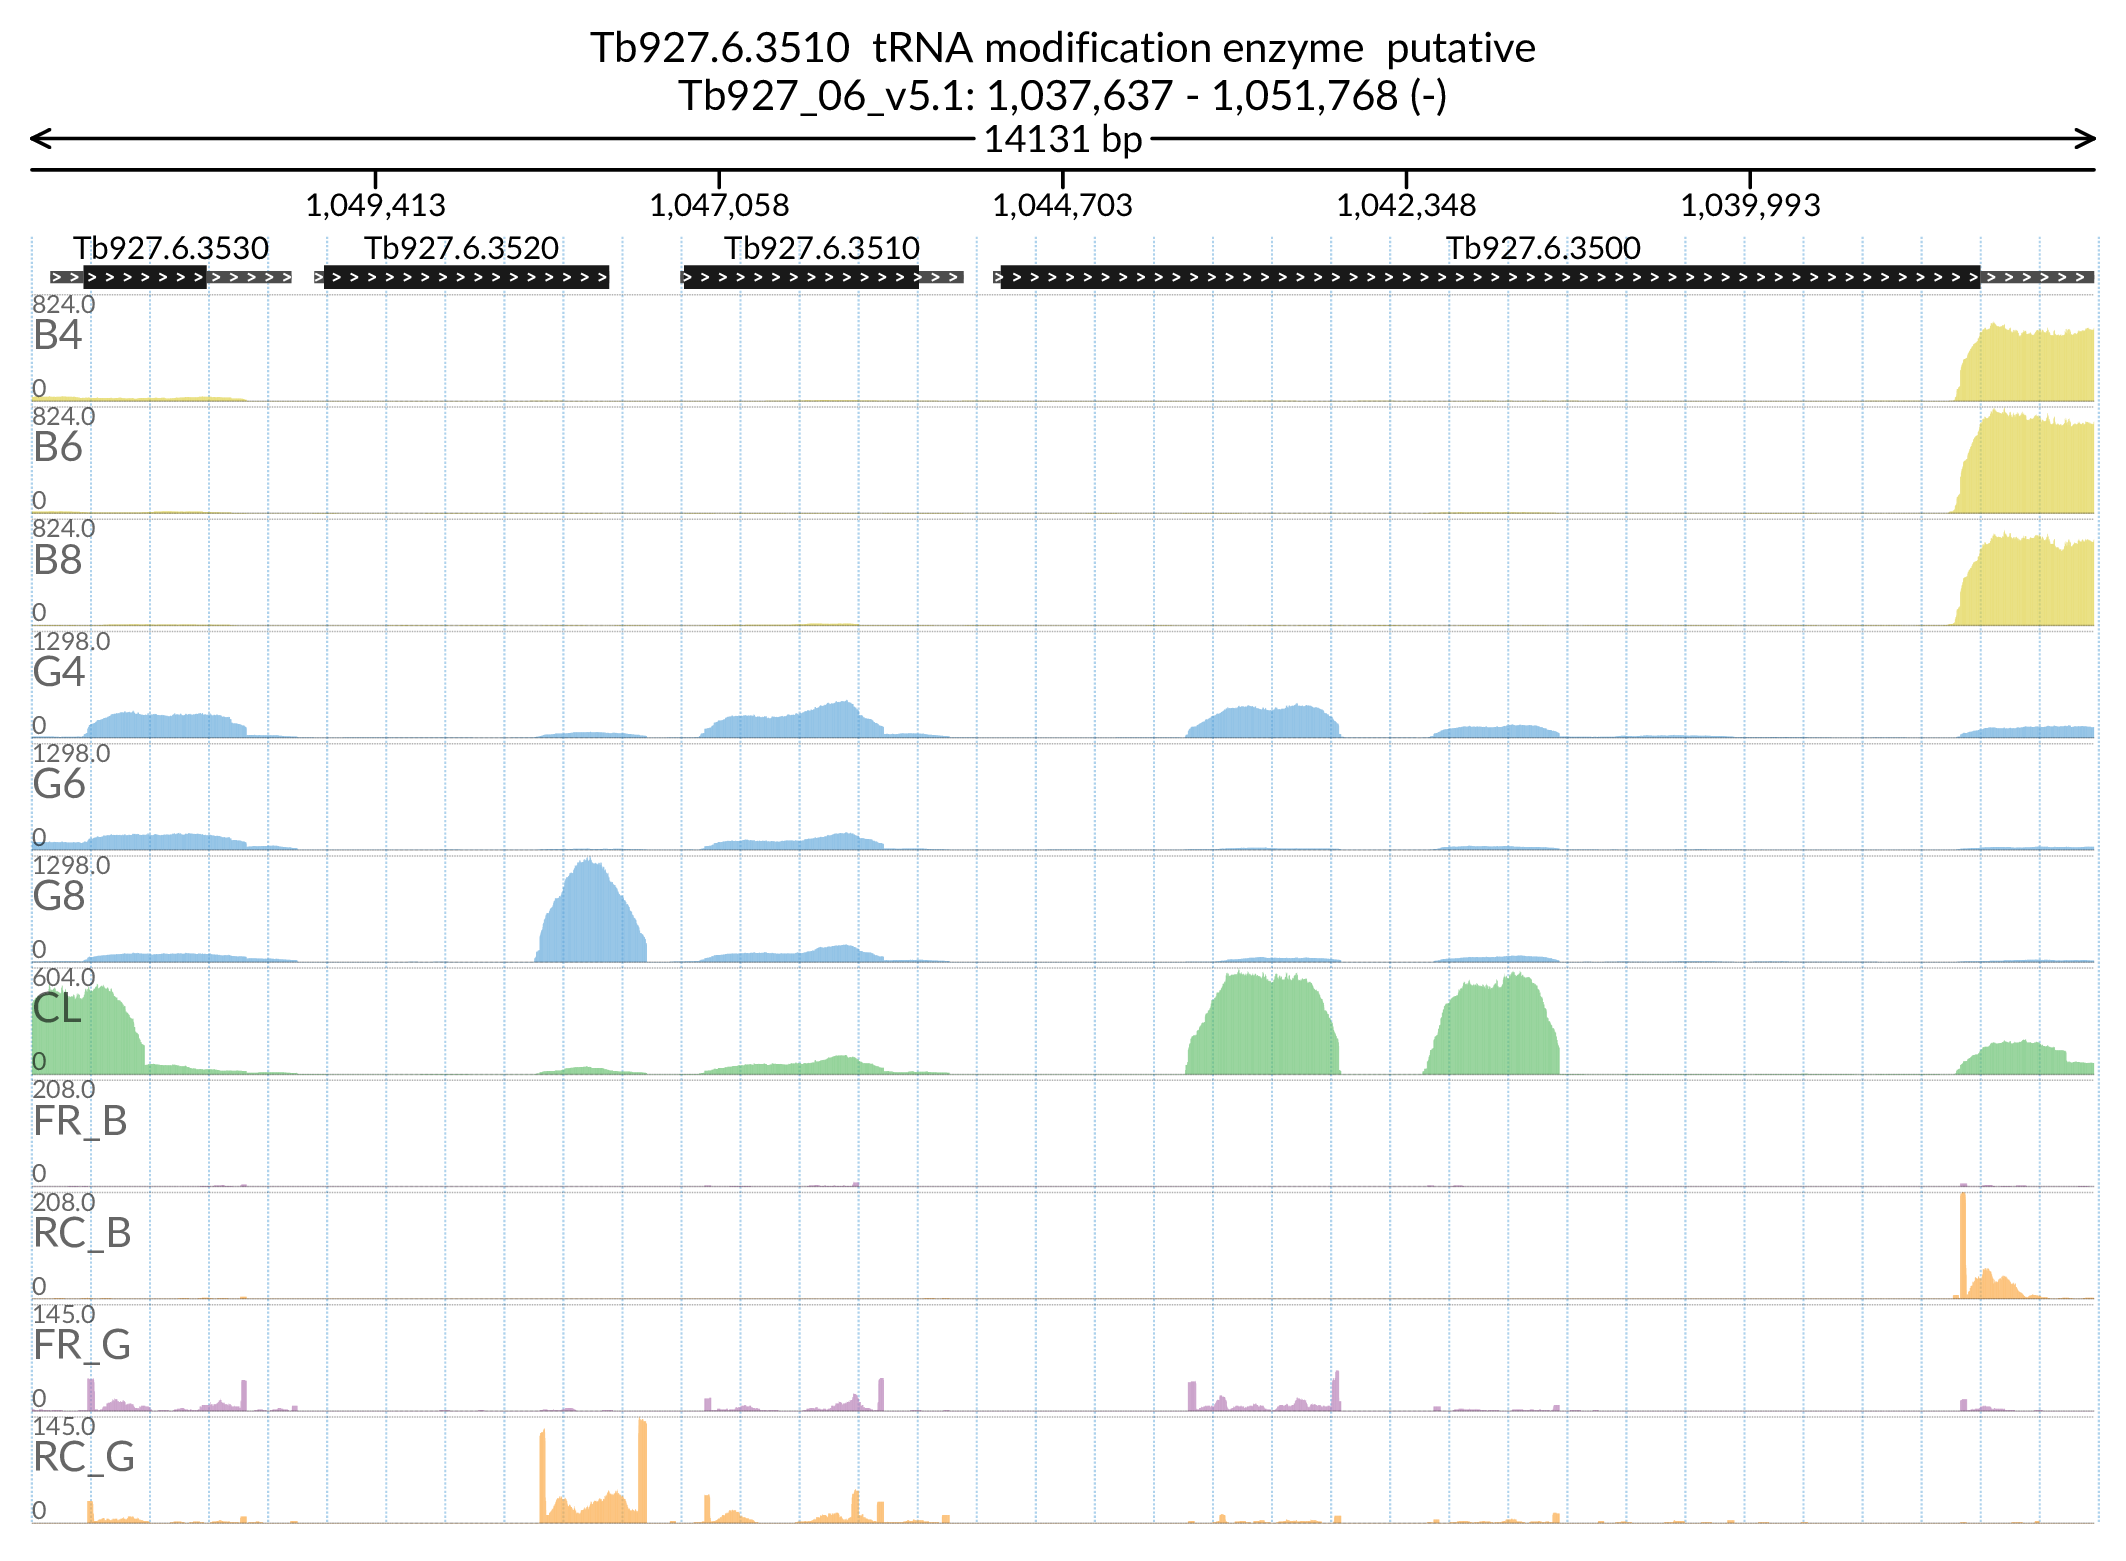 Tb927.6.3510  tRNA modification enzyme  putative
Tb927_06_v5.1: 1,037,637 - 1,051,768 (-)
14131 bp
1,049,413 1,047,058 1,044,703 1,042,348 1,039,993
Tb927.6.3530 Tb927.6.3520 Tb927.6.3510 Tb927.6.3500
824.0
B4
0
824.0
B6
0
824.0
B8
0
1298.0
G4
0
1298.0
G6
0
1298.0
G8
0
604.0
CL
0
208.0
FR_B
0
208.0
RC_B
0
145.0
FR_G
0
145.0
RC_G
0